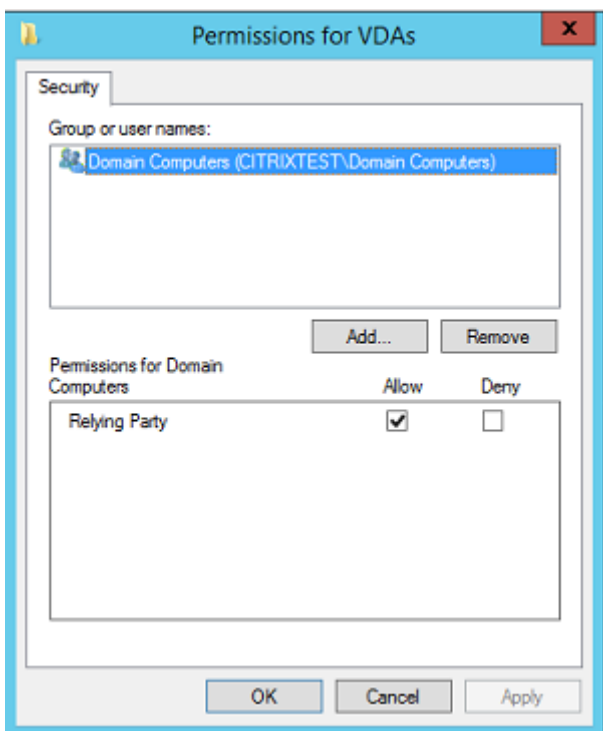 Permissions for VDAs
x
Security
Group or user names:
Domain Computers (CITRIXTEST\Domain Computers)
Add... Remove
Permissions for Domain
Computers Allow Deny
Relying Party
OK Cancel Apply